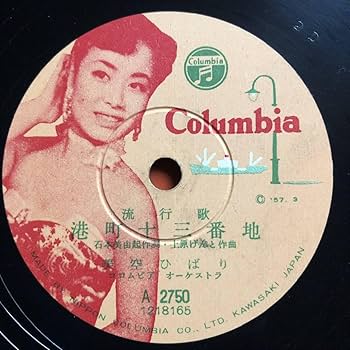 Columbia
Columbia
© '57. 3
流行歌
港町十三番地
石本美由起作詞・上原げんと作曲
美空ひばり
コロムビア オーケストラ
A 2750
1218165
MADE BY NIPPON COLUMBIA CO., LTD. KAWASAKI JAPAN